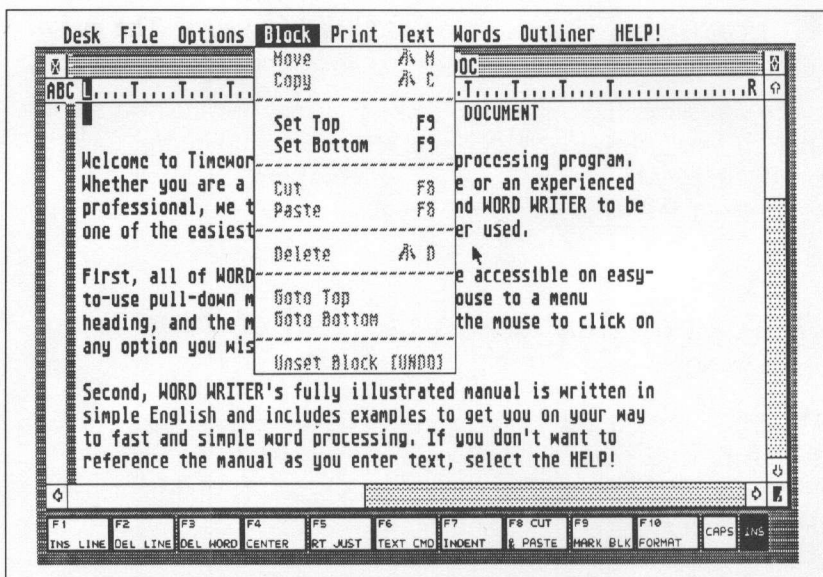 Desk File Options Block Print Text Words Outliner HELP!
OC
ABC L....T....T....T.. .T....T....T....T.............R
1
DOCUMENT
Move M
Copy C
Set Top F9
Set Bottom F9
Cut F8
Paste F8
Delete D
Goto Top
Goto Bottom
Unset Block [UNDO]
Welcome to Timewor processing program.
Whether you are a e or an experienced
professional, we t nd WORD WRITER to be
one of the easiest er used.
First, all of WORD e accessible on easy-
to-use pull-down m ouse to a menu
heading, and the m the mouse to click on
any option you wis
Second, WORD WRITER's fully illustrated manual is written in
simple English and includes examples to get you on your way
to fast and simple word processing. If you don't want to
reference the manual as you enter text, select the HELP!
F1 F2 F3 F4 F5 F6 F7 F8 CUT F9 F10
INS LINE DEL LINE DEL WORD CENTER RT JUST TEXT CMD INDENT & PASTE MARK BLK FORMAT CAPS INS